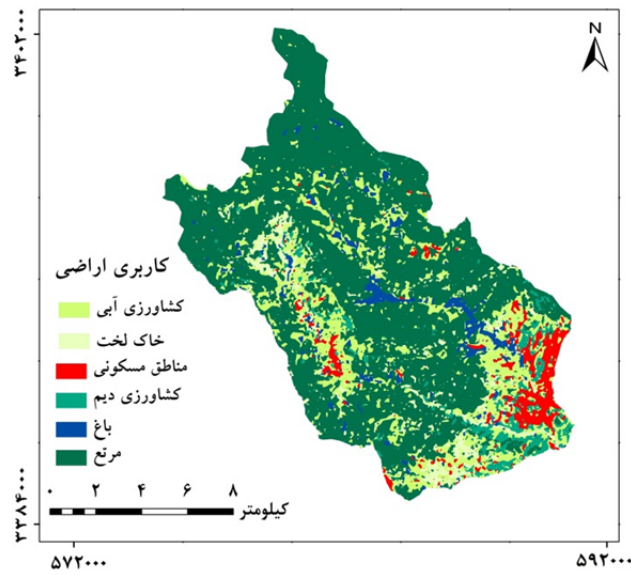 ۳۴۰۲۰۰۰
N
کاربری اراضی
کشاورزی آبی
خاک لخت
مناطق مسکونی
کشاورزی دیم
باغ
مرتع
۰ ۲ ۴ ۶ ۸
کیلومتر
۳۳۸۴۰۰۰
۵۷۲۰۰۰ ۵۹۲۰۰۰